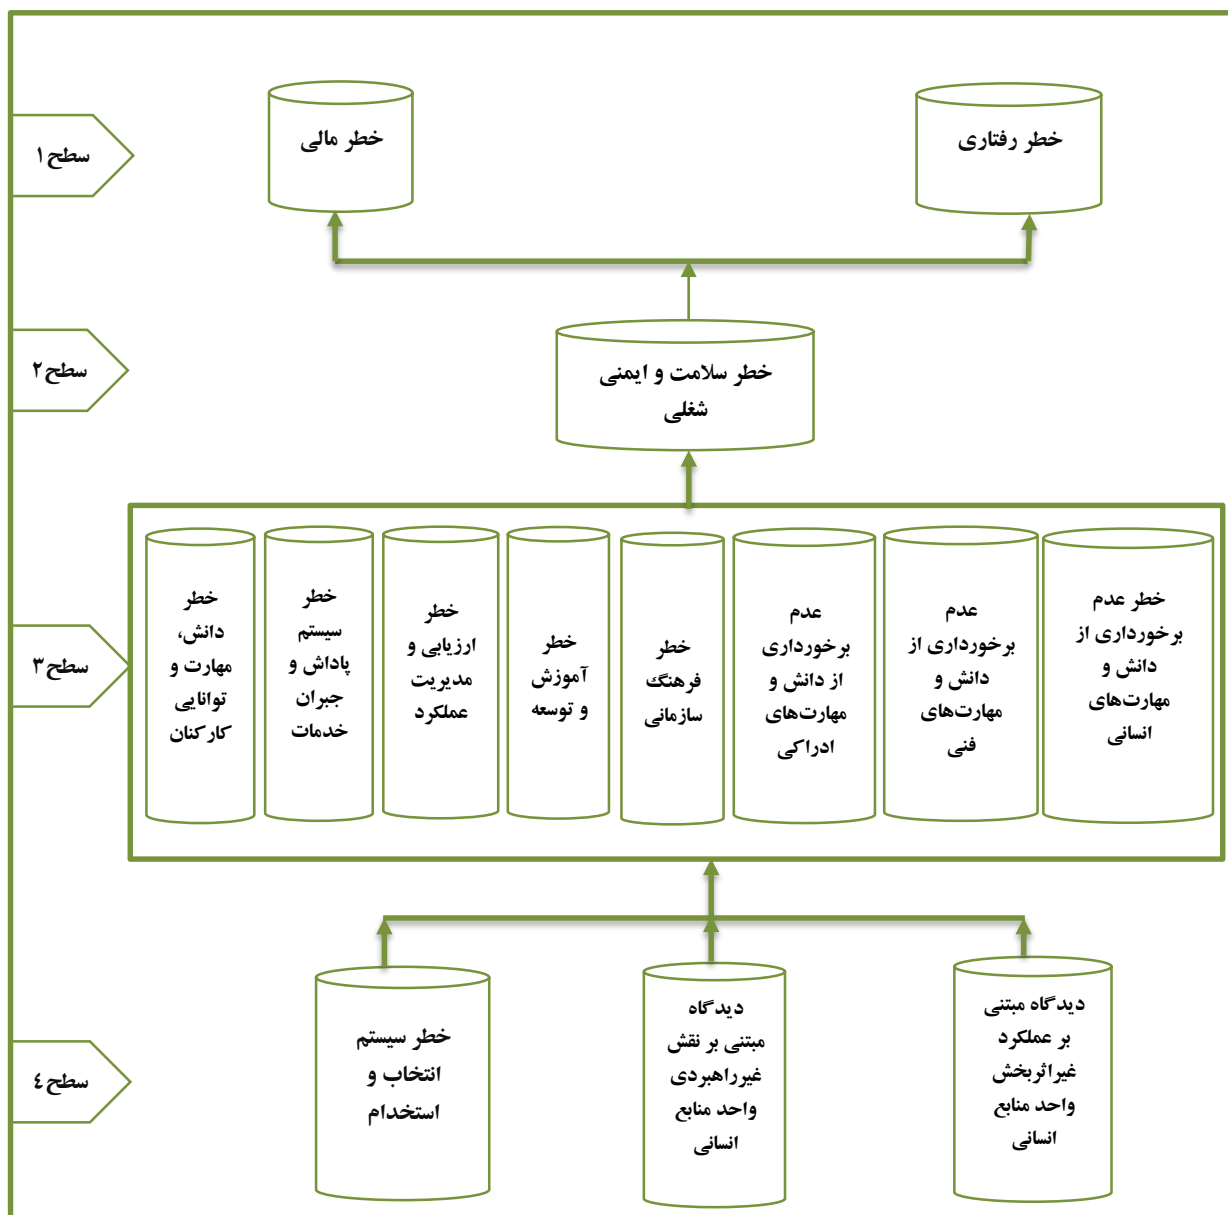 سطح ۱
خطر رفتاری
خطر مالی
سطح ۲
خطر سلامت و ایمنی
شغلی
سطح ۳
خطر عدم
برخورداری از
دانش و
مهارت‌های
انسانی
عدم
برخورداری از
دانش و
مهارت‌های
فنی
عدم
برخورداری
از دانش و
مهارت‌های
ادراکی
خطر
فرهنگ
سازمانی
خطر
آموزش
و توسعه
خطر
ارزیابی و
مدیریت
عملکرد
خطر
سیستم
پاداش و
جبران
خدمات
خطر
دانش،
مهارت و
توانایی
کارکنان
سطح ٤
دیدگاه مبتنی
بر عملکرد
غیراثربخش
واحد منابع
انسانی
دیدگاه
مبتنی بر نقش
غیرراهبردی
واحد منابع
انسانی
خطر سیستم
انتخاب و
استخدام